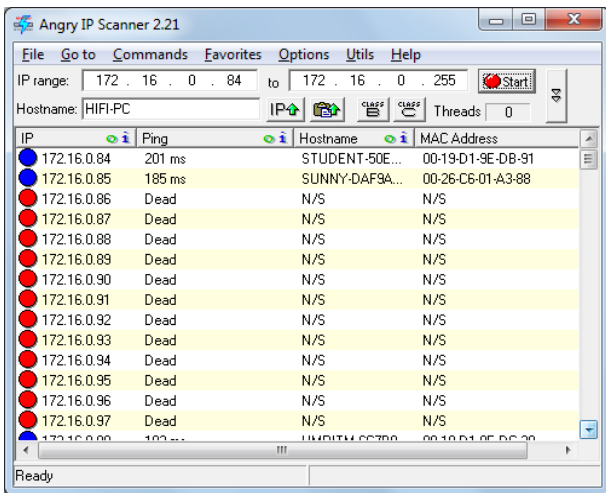 Angry IP Scanner 2.21
File Go to Commands Favorites Options Utils Help
IP range: 172 . 16 . 0 . 84 to 172 . 16 . 0 . 255 Start
Hostname: HIFI-PC IP CLASS B CLASS C Threads 0
IP Ping Hostname MAC Address
172.16.0.84 201 ms STUDENT-50E... 00-19-D1-9E-DB-91
172.16.0.85 185 ms SUNNY-DAF9A... 00-26-C6-01-A3-88
172.16.0.86 Dead N/S N/S
172.16.0.87 Dead N/S N/S
172.16.0.88 Dead N/S N/S
172.16.0.89 Dead N/S N/S
172.16.0.90 Dead N/S N/S
172.16.0.91 Dead N/S N/S
172.16.0.92 Dead N/S N/S
172.16.0.93 Dead N/S N/S
172.16.0.94 Dead N/S N/S
172.16.0.95 Dead N/S N/S
172.16.0.96 Dead N/S N/S
172.16.0.97 Dead N/S N/S
Ready